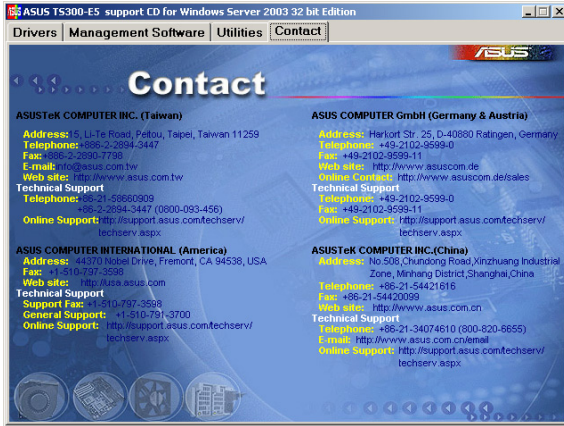 ASUS TS300-E5 support CD for Windows Server 2003 32 bit Edition
Drivers
Management Software
Utilities
Contact
ASUS
Contact
ASUSTeK COMPUTER INC. (Taiwan)
Address:15, Li-Te Road, Peitou, Taipei, Taiwan 11259
Telephone:+886-2-2894-3447
Fax:+886-2-2890-7798
E-mail:info@asus.com.tw
Web site: http://www.asus.com.tw
Technical Support
Telephone:+86-21-58660909
+86-2-2894-3447 (0800-093-456)
Online Support:http://support.asus.com/techserv/
techserv.aspx
ASUS COMPUTER INTERNATIONAL (America)
Address: 44370 Nobel Drive, Fremont, CA 94538, USA
Fax: +1-510-797-3598
Web site: http://usa.asus.com
Technical Support
Support Fax: +1-510-797-3598
General Support: +1-510-791-3700
Online Support: http://support.asus.com/techserv/
techserv.aspx
ASUS COMPUTER GmbH (Germany & Austria)
Address: Harkort Str. 25, D-40880 Ratingen, Germany
Telephone: +49-2102-9599-0
Fax: +49-2102-9599-11
Web site: http://www.asuscom.de
Online Contact: http://www.asuscom.de/sales
Technical Support
Telephone: +49-2102-9599-0
Fax: +49-2102-9599-11
Online Support: http://support.asus.com/techserv/
techserv.aspx
ASUSTeK COMPUTER INC.(China)
Address: No.508,Chundong Road,Xinzhuang Industrial
Zone, Minhang District,Shanghai,China
Telephone: +86-21-54421616
Fax: +86-21-54420099
Web site: http://www.asus.com.cn
Technical Support
Telephone: +86-21-34074610 (800-820-6655)
E-mail: http://www.asus.com.cn/email
Online Support: http://support.asus.com/techserv/
techserv.aspx